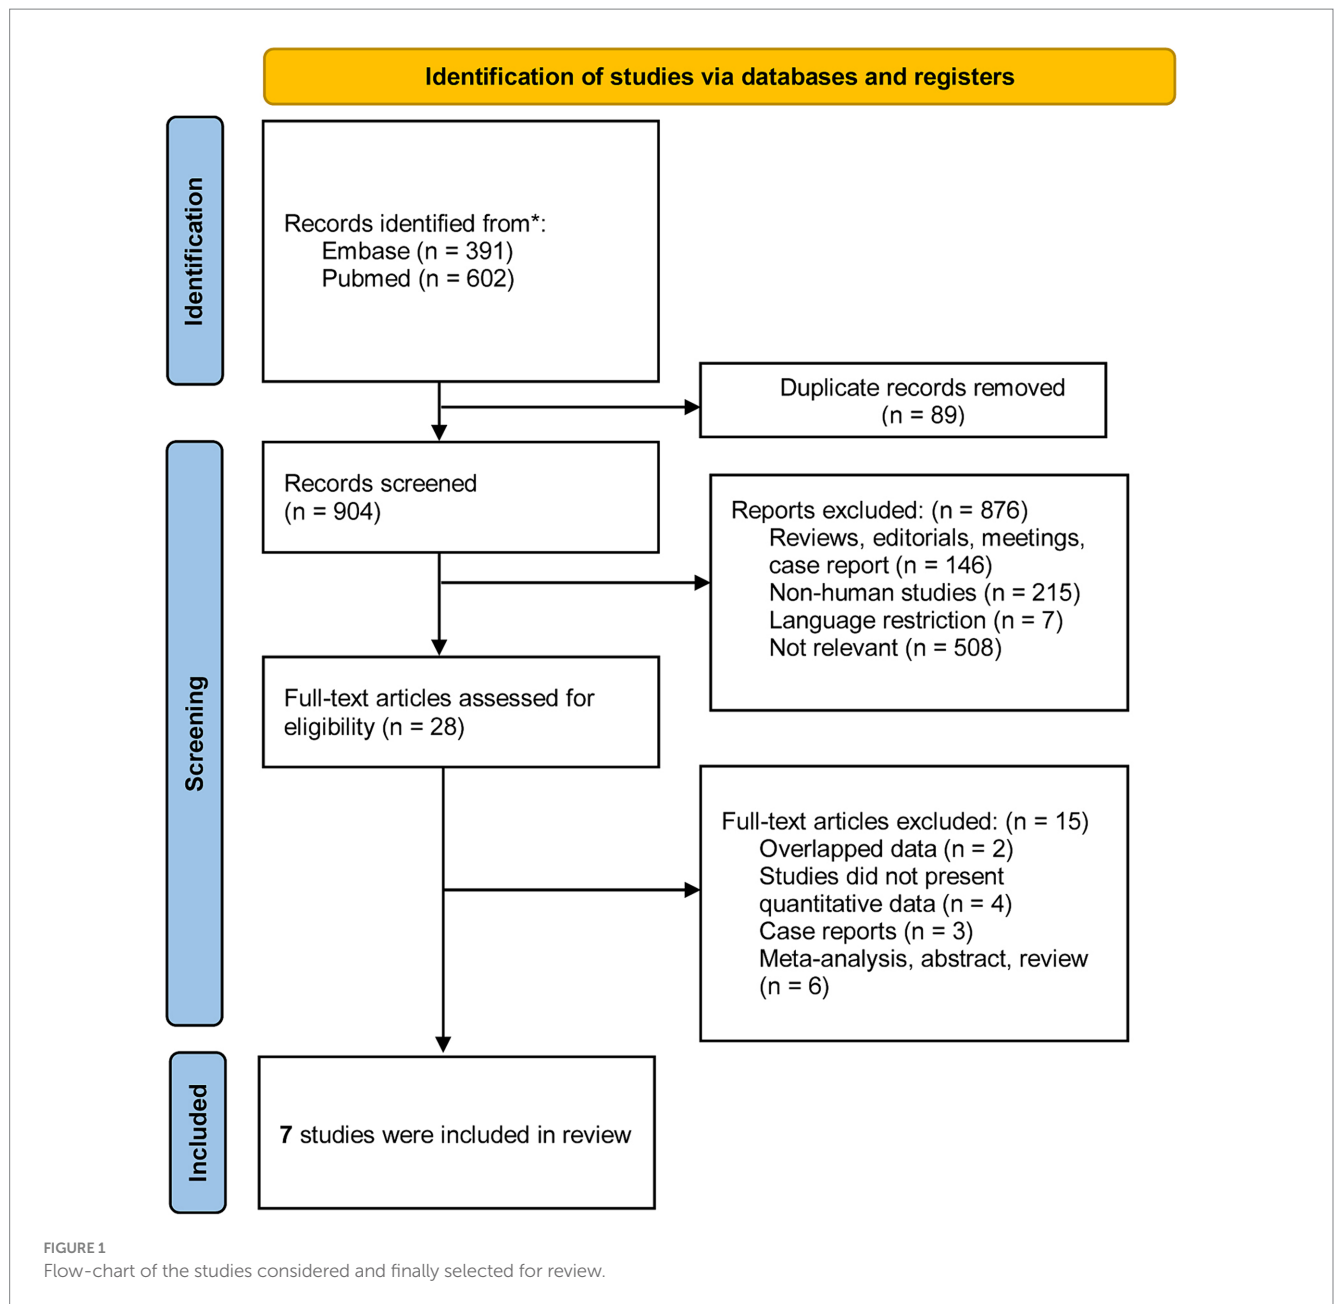 Identification of studies via databases and registers
Identification
Records identified from*:
Embase (n = 391)
Pubmed (n = 602)
Duplicate records removed
(n = 89)
Screening
Records screened
(n = 904)
Reports excluded: (n = 876)
Reviews, editorials, meetings,
case report (n = 146)
Non-human studies (n = 215)
Language restriction (n = 7)
Not relevant (n = 508)
Full-text articles assessed for
eligibility (n = 28)
Full-text articles excluded: (n = 15)
Overlapped data (n = 2)
Studies did not present
quantitative data (n = 4)
Case reports (n = 3)
Meta-analysis, abstract, review
(n = 6)
Included
7 studies were included in review
FIGURE 1
Flow-chart of the studies considered and finally selected for review.